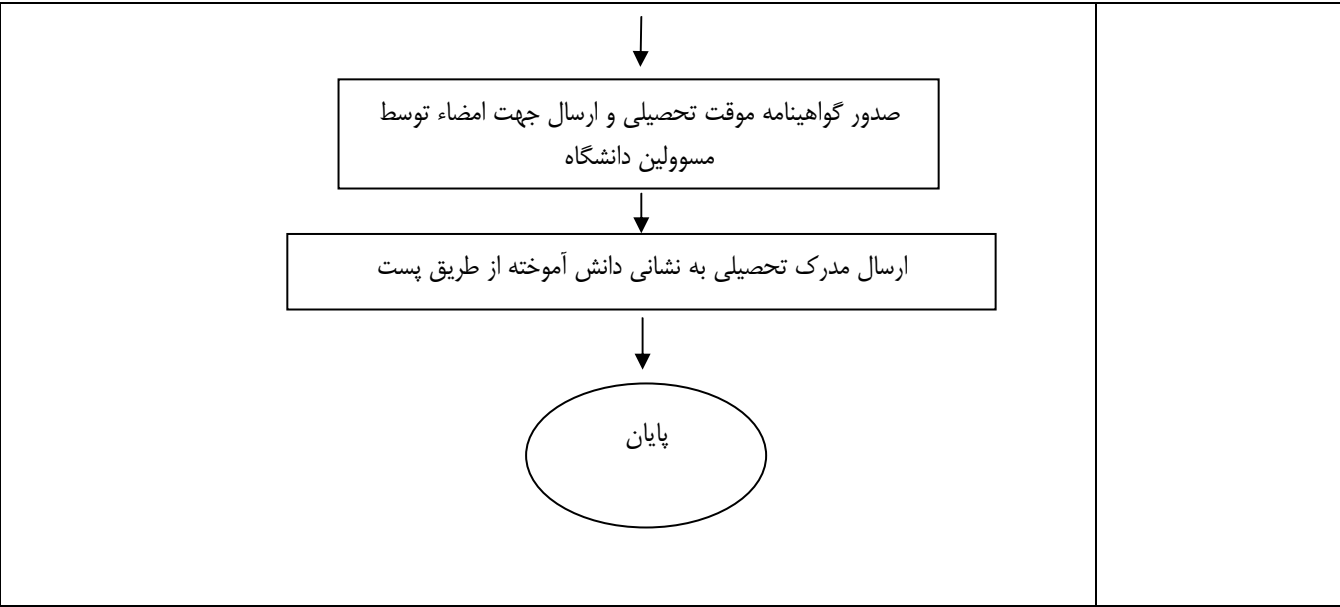 صدور گواهینامه موقت تحصیلی و ارسال جهت امضاء توسط
مسوولین دانشگاه
ارسال مدرک تحصیلی به نشانی دانش آموخته از طریق پست
پایان